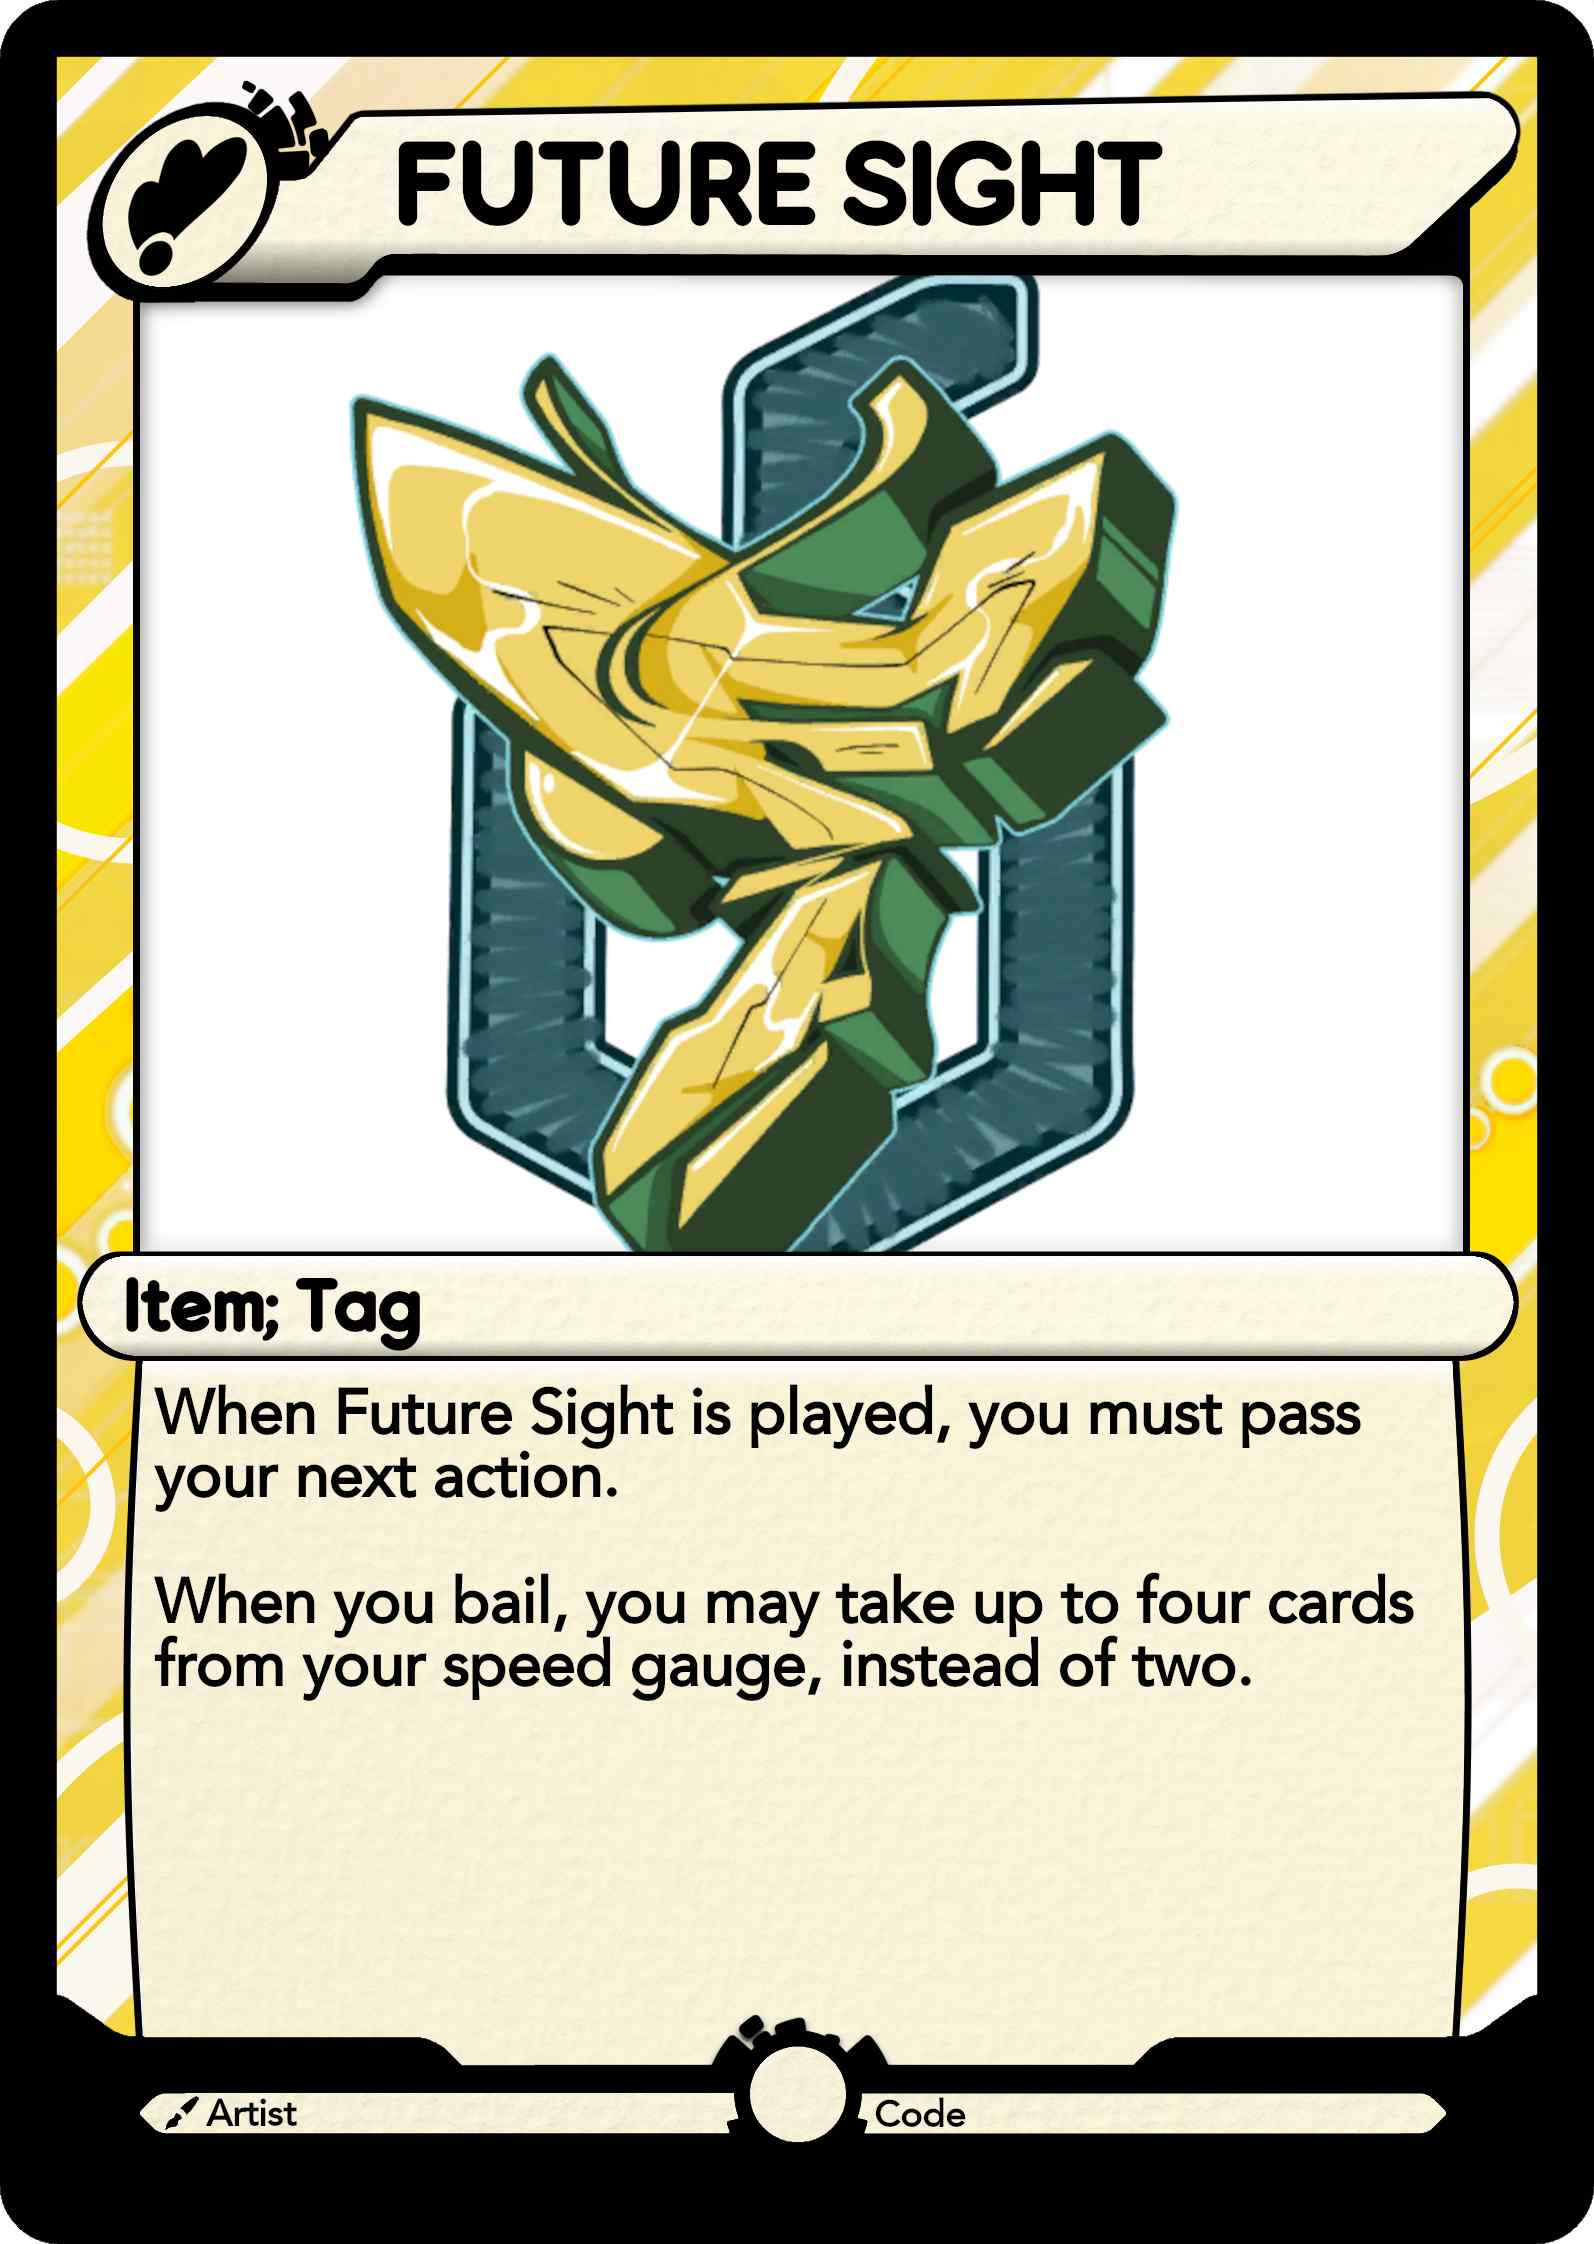 FUTURE SIGHT
Item; Tag
When Future Sight is played, you must pass
your next action.
When you bail, you may take up to four cards
from your speed gauge, instead of two.
Artist
Code